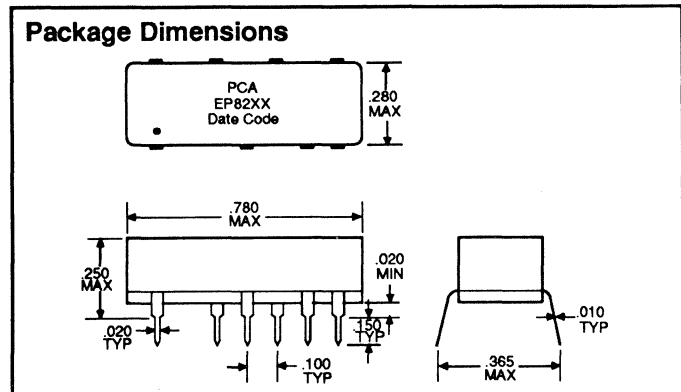 Package Dimensions
PCA
EP82XX
Date Code
.280
MAX
.780
MAX
.250
MAX
.020
MIN
.020
TYP
.150
TYP
.100
TYP
.010
TYP
.365
MAX